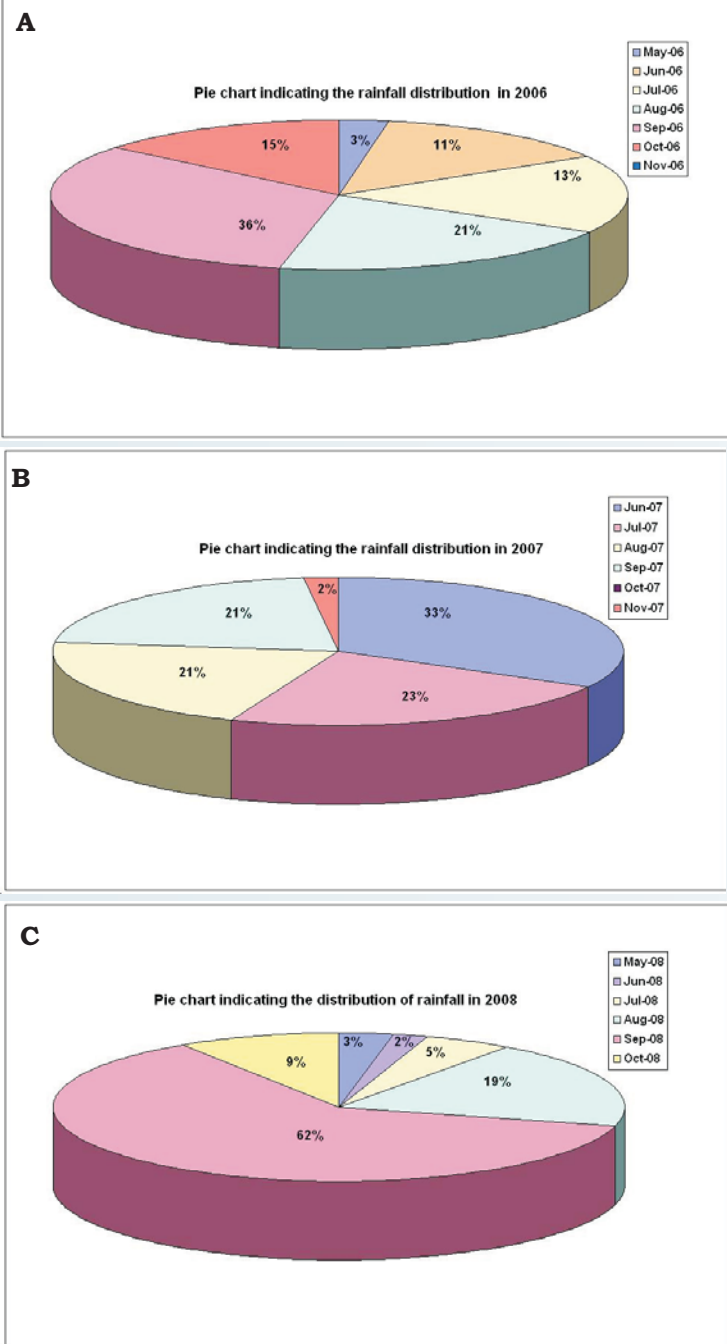 A
May-06
Jun-06
Jul-06
Aug-06
Sep-06
Oct-06
Nov-06
Pie chart indicating the rainfall distribution in 2006
3%
15%
11%
13%
36%
21%
B
Jun-07
Jul-07
Aug-07
Sep-07
Oct-07
Nov-07
Pie chart indicating the rainfall distribution in 2007
2%
21%
33%
21%
23%
C
May-08
Jun-08
Jul-08
Aug-08
Sep-08
Oct-08
Pie chart indicating the distribution of rainfall in 2008
3%
2%
5%
9%
19%
62%